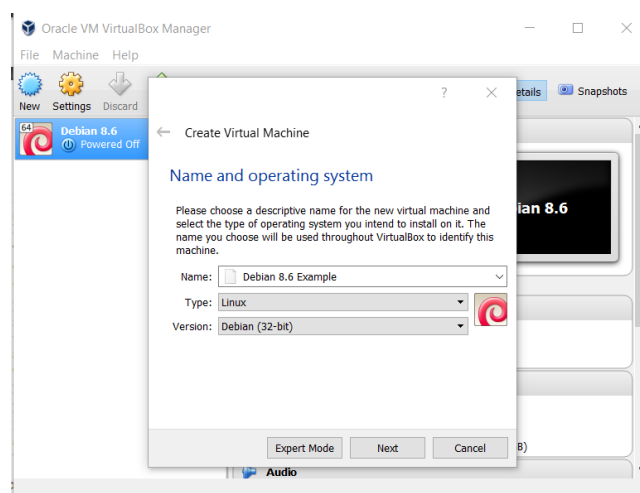 Oracle VM VirtualBox Manager
File Machine Help
New Settings Discard
etails Snapshots
64 Debian 8.6
Powered Off
ian 8.6
Create Virtual Machine
Name and operating system
Please choose a descriptive name for the new virtual machine and
select the type of operating system you intend to install on it. The
name you choose will be used throughout VirtualBox to identify this
machine.
Name: Debian 8.6 Example
Type: Linux
Version: Debian (32-bit)
Expert Mode Next Cancel
B)
Audio